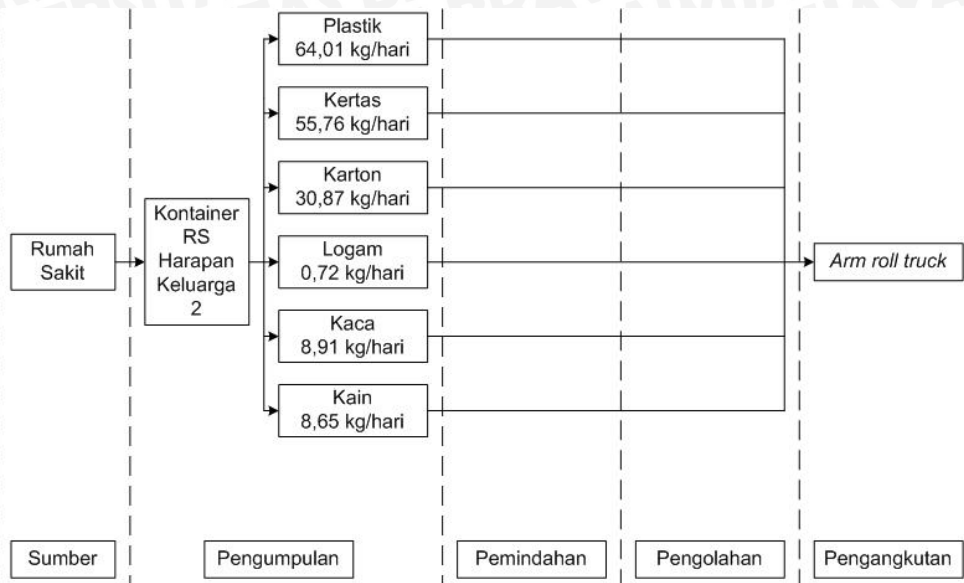 Plastik
64,01 kg/hari
Kertas
55,76 kg/hari
Karton
30,87 kg/hari
Rumah
Sakit
Kontainer
RS
Harapan
Keluarga
2
Logam
0,72 kg/hari
Arm roll truck
Kaca
8,91 kg/hari
Kain
8,65 kg/hari
Sumber
Pengumpulan
Pemindahan
Pengolahan
Pengangkutan